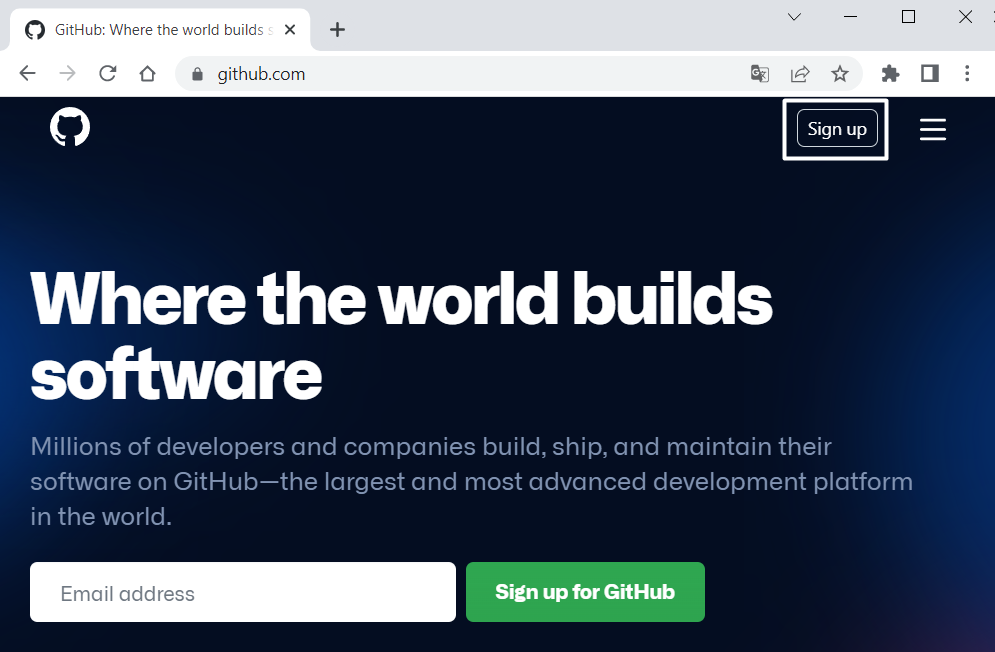 GitHub: Where the world builds s
github.com
Sign up
Where the world builds
software
Millions of developers and companies build, ship, and maintain their
software on GitHub—the largest and most advanced development platform
in the world.
Email address
Sign up for GitHub